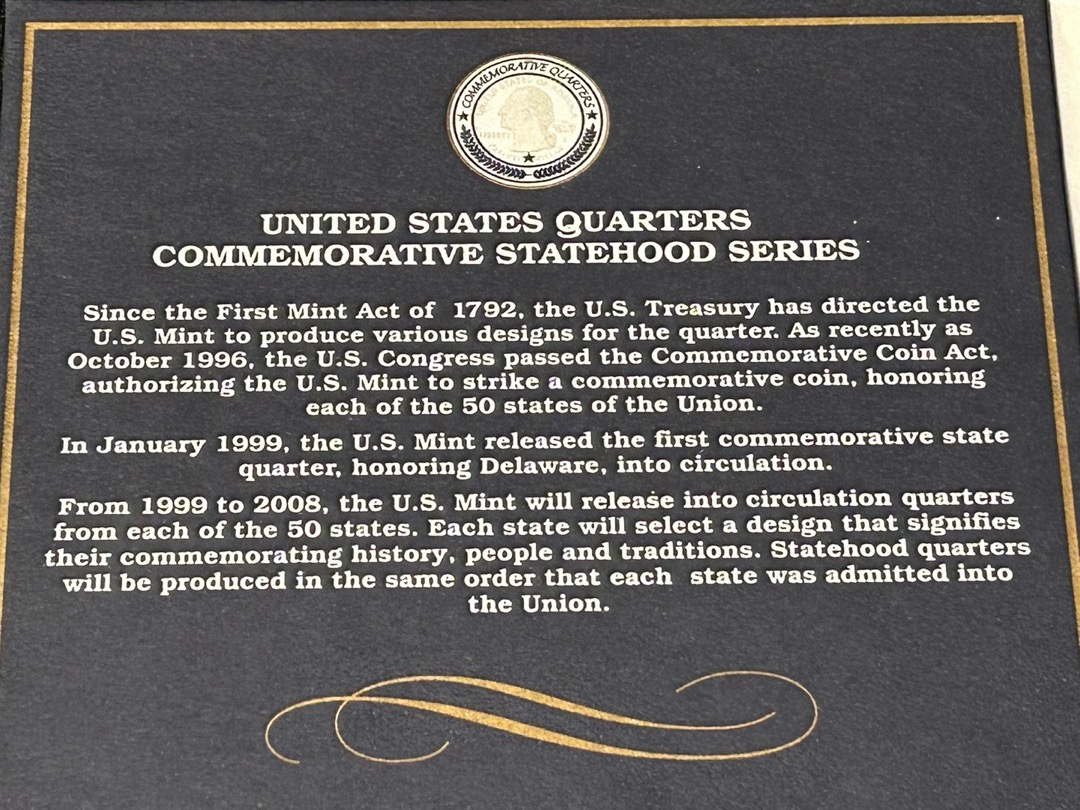 COMMEMORATIVE QUARTERS
LIBERTY
UNITED STATES QUARTERS
COMMEMORATIVE STATEHOOD SERIES
Since the First Mint Act of  1792, the U.S. Treasury has directed the
U.S. Mint to produce various designs for the quarter. As recently as
October 1996, the U.S. Congress passed the Commemorative Coin Act,
authorizing the U.S. Mint to strike a commemorative coin, honoring
each of the 50 states of the Union.
In January 1999, the U.S. Mint released the first commemorative state
quarter, honoring Delaware, into circulation.
From 1999 to 2008, the U.S. Mint will release into circulation quarters
from each of the 50 states. Each state will select a design that signifies
their commemorating history, people and traditions. Statehood quarters
will be produced in the same order that each  state was admitted into
the Union.